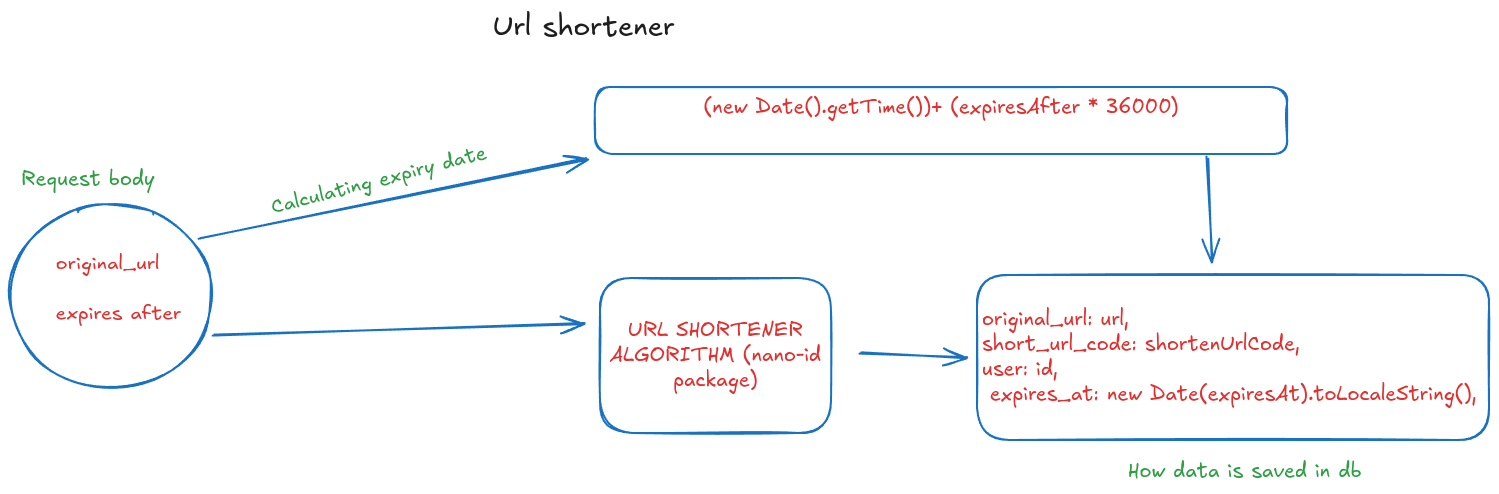 Url shortener
(new Date().getTime())+ (expiresAfter * 36000)
Calculating expiry date
Request body
original_url
expires after
URL SHORTENER
ALGORITHM (nano-id
package)
original_url: url,
short_url_code: shortenUrlCode,
user: id,
expires_at: new Date(expiresAt).toLocaleString(),
How data is saved in db